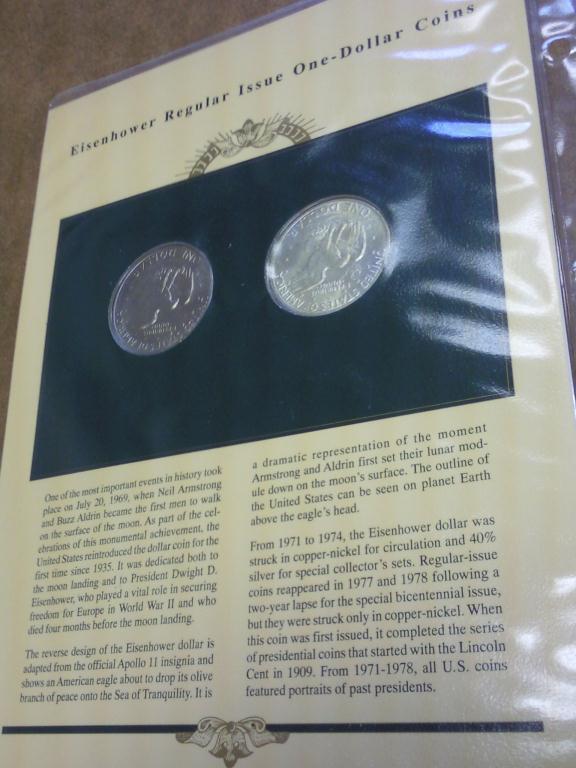 Eisenhower Regular Issue One-Dollar Coins
ONE DOLLAR
ONE DOLLAR
UNITED STATES OF AMERICA
One of the most important events in history took
place on July 20, 1969, when Neil Armstrong
and Buzz Aldrin became the first men to walk
on the surface of the moon. As part of the cel-
ebrations of this monumental achievement, the
United States reintroduced the dollar coin for the
first time since 1935. It was dedicated both to
the moon landing and to President Dwight D.
Eisenhower, who played a vital role in securing
freedom for Europe in World War II and who
died four months before the moon landing.
The reverse design of the Eisenhower dollar is
adapted from the official Apollo 11 insignia and
shows an American eagle about to drop its olive
branch of peace onto the Sea of Tranquility. It is
a dramatic representation of the moment
Armstrong and Aldrin first set their lunar mod-
ule down on the moon's surface. The outline of
the United States can be seen on planet Earth
above the eagle's head.
From 1971 to 1974, the Eisenhower dollar was
struck in copper-nickel for circulation and 40%
silver for special collector's sets. Regular-issue
coins reappeared in 1977 and 1978 following a
two-year lapse for the special bicentennial issue,
but they were struck only in copper-nickel. When
this coin was first issued, it completed the series
of presidential coins that started with the Lincoln
Cent in 1909. From 1971-1978, all U.S. coins
featured portraits of past presidents.